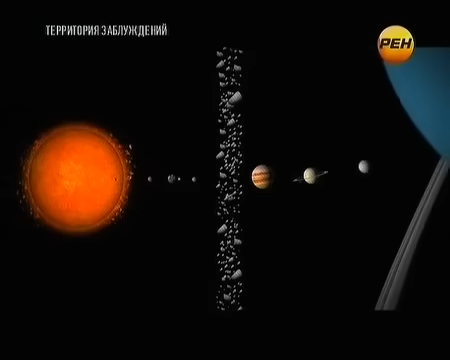 ТЕРРИТОРИЯ ЗАБЛУЖДЕНИЙ
РЕН